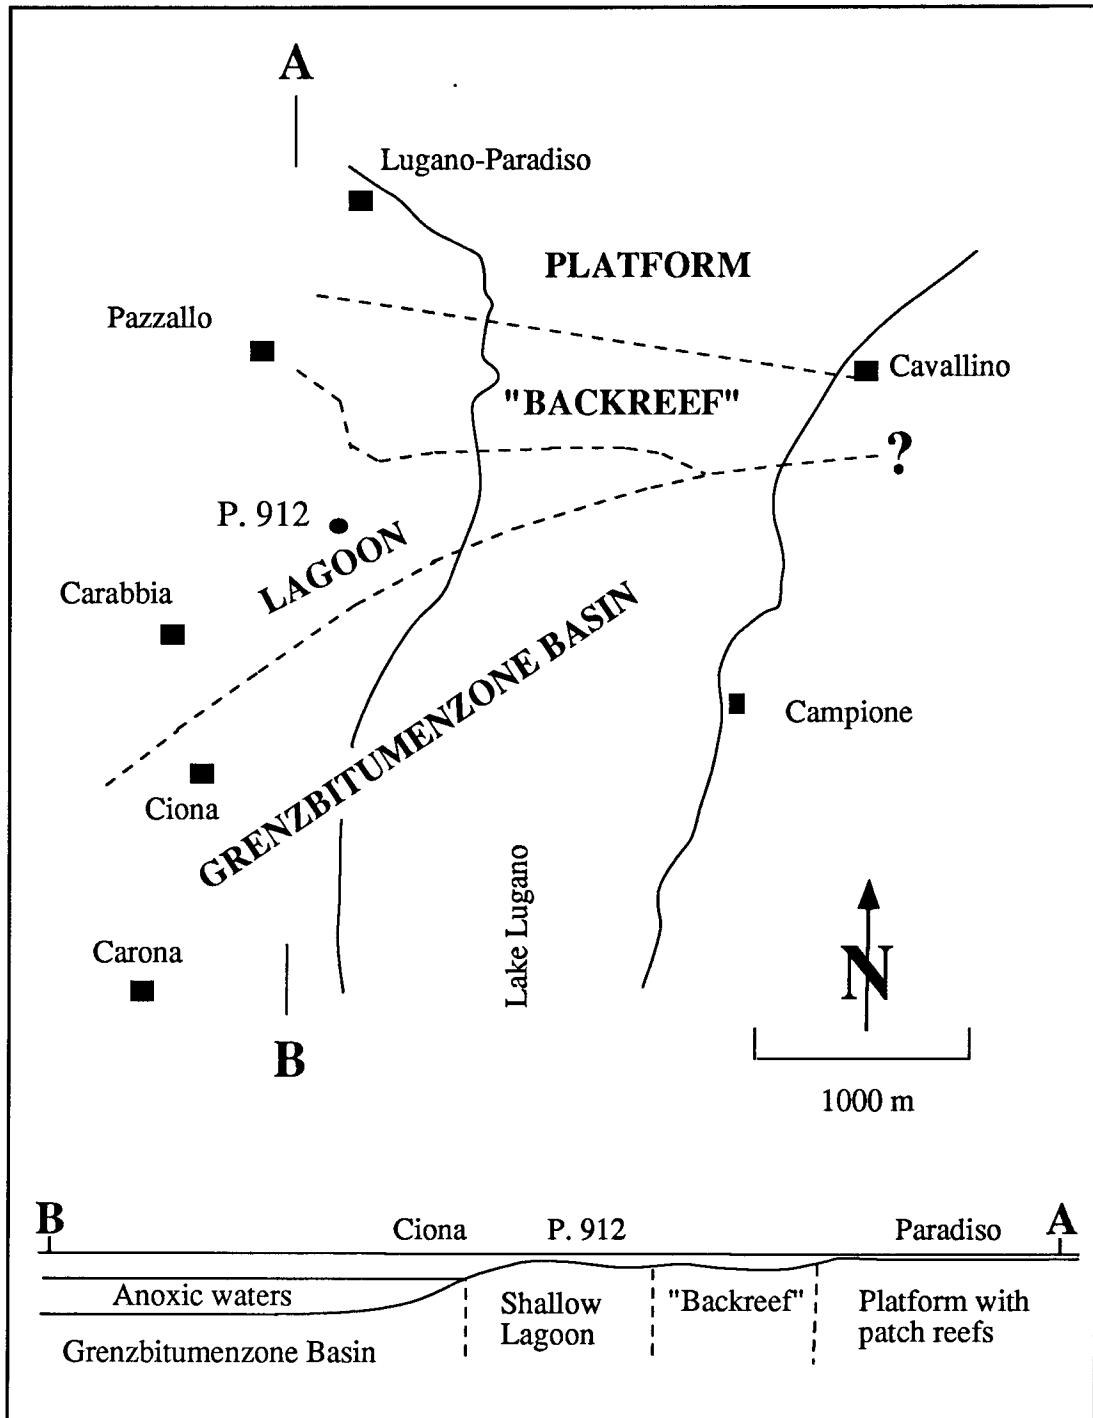 A
Lugano-Paradiso
PLATFORM
Pazzallo
Cavallino
"BACKREEF"
?
P. 912
LAGOON
Carabbia
GRENZBITUMENZONE BASIN
Campione
Ciona
Lake Lugano
Carona
N
B
1000 m
B
Ciona
P. 912
Paradiso
A
Anoxic waters
Shallow
Lagoon
"Backreef"
Platform with
patch reefs
Grenzbitumenzone Basin